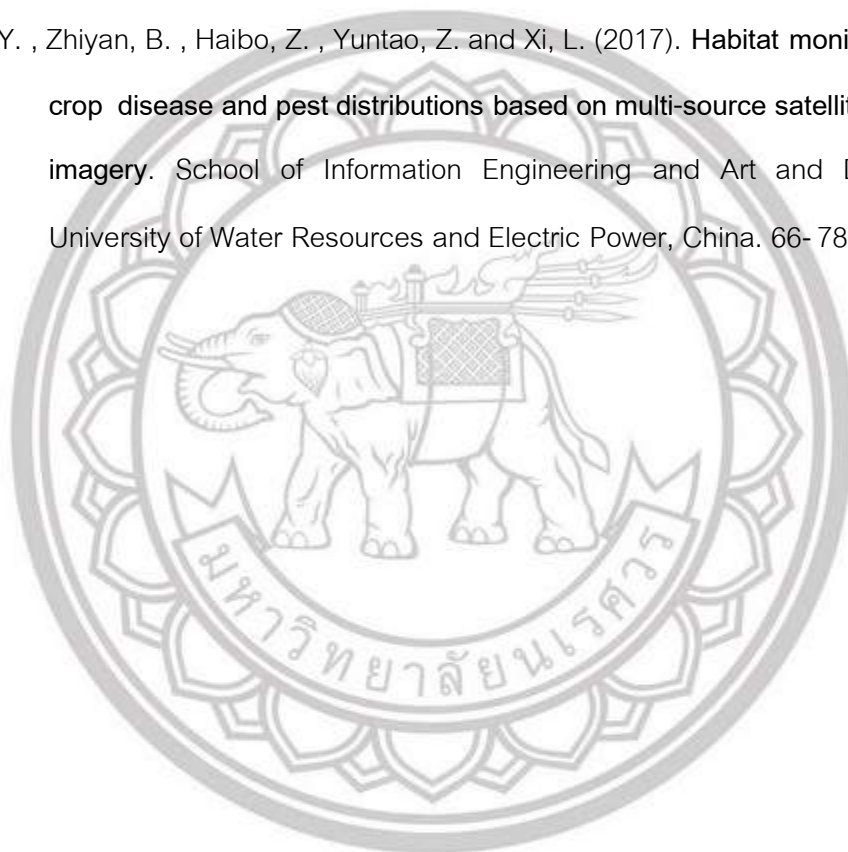 Y. , Zhiyan, B. , Haibo, Z. , Yuntao, Z. and Xi, L. (2017). Habitat moni
crop disease and pest distributions based on multi-source satellit
imagery. School of Information Engineering and Art and D
University of Water Resources and Electric Power, China. 66- 78
มหาวิทยาลัยนเรศวร